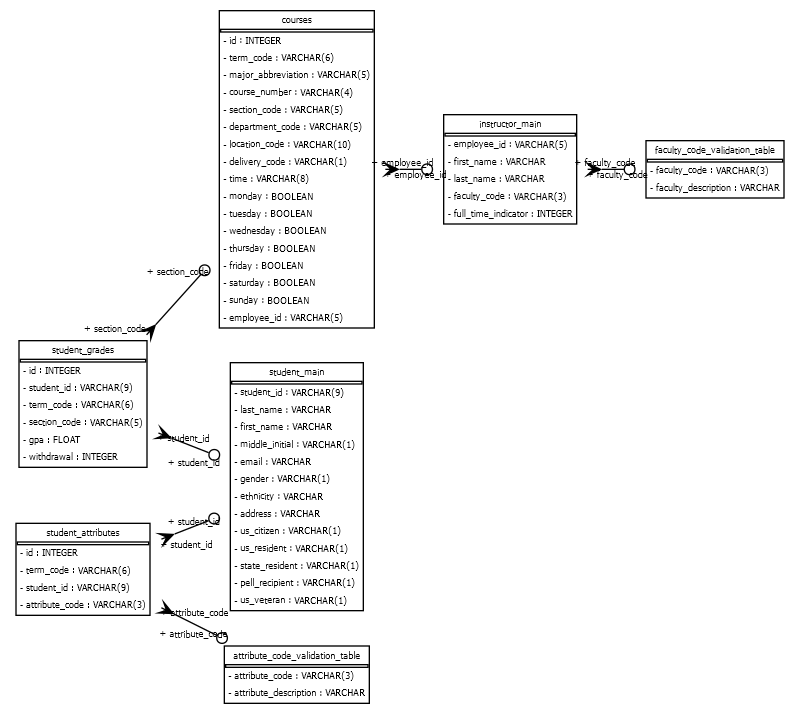 courses
- id : INTEGER
- term_code : VARCHAR(6)
- major_abbreviation : VARCHAR(5)
- course_number : VARCHAR(4)
- section_code : VARCHAR(5)
- department_code : VARCHAR(5)
- location_code : VARCHAR(10)
- delivery_code : VARCHAR(1)
- time : VARCHAR(8)
- monday : BOOLEAN
- tuesday : BOOLEAN
- wednesday : BOOLEAN
- thursday : BOOLEAN
- friday : BOOLEAN
- saturday : BOOLEAN
- sunday : BOOLEAN
- employee_id : VARCHAR(5)
+ employee_id
employee_id
instructor_main
- employee_id : VARCHAR(5)
- first_name : VARCHAR
- last_name : VARCHAR
- faculty_code : VARCHAR(3)
- full_time_indicator : INTEGER
+ faculty_code
faculty_code
faculty_code_validation_table
- faculty_code : VARCHAR(3)
- faculty_description : VARCHAR
+ section_code
+ section_code
student_grades
- id : INTEGER
- student_id : VARCHAR(9)
- term_code : VARCHAR(6)
- section_code : VARCHAR(5)
- gpa : FLOAT
- withdrawal : INTEGER
student_id
+ student_id
student_main
- student_id : VARCHAR(9)
- last_name : VARCHAR
- first_name : VARCHAR
- middle_initial : VARCHAR(1)
- email : VARCHAR
- gender : VARCHAR(1)
- ethnicity : VARCHAR
- address : VARCHAR
- us_citizen : VARCHAR(1)
- us_resident : VARCHAR(1)
- state_resident : VARCHAR(1)
- pell_recipient : VARCHAR(1)
- us_veteran : VARCHAR(1)
+ student_id
+ student_id
student_attributes
- id : INTEGER
- term_code : VARCHAR(6)
- student_id : VARCHAR(9)
- attribute_code : VARCHAR(3)
attribute_code
+ attribute_code
attribute_code_validation_table
- attribute_code : VARCHAR(3)
- attribute_description : VARCHAR